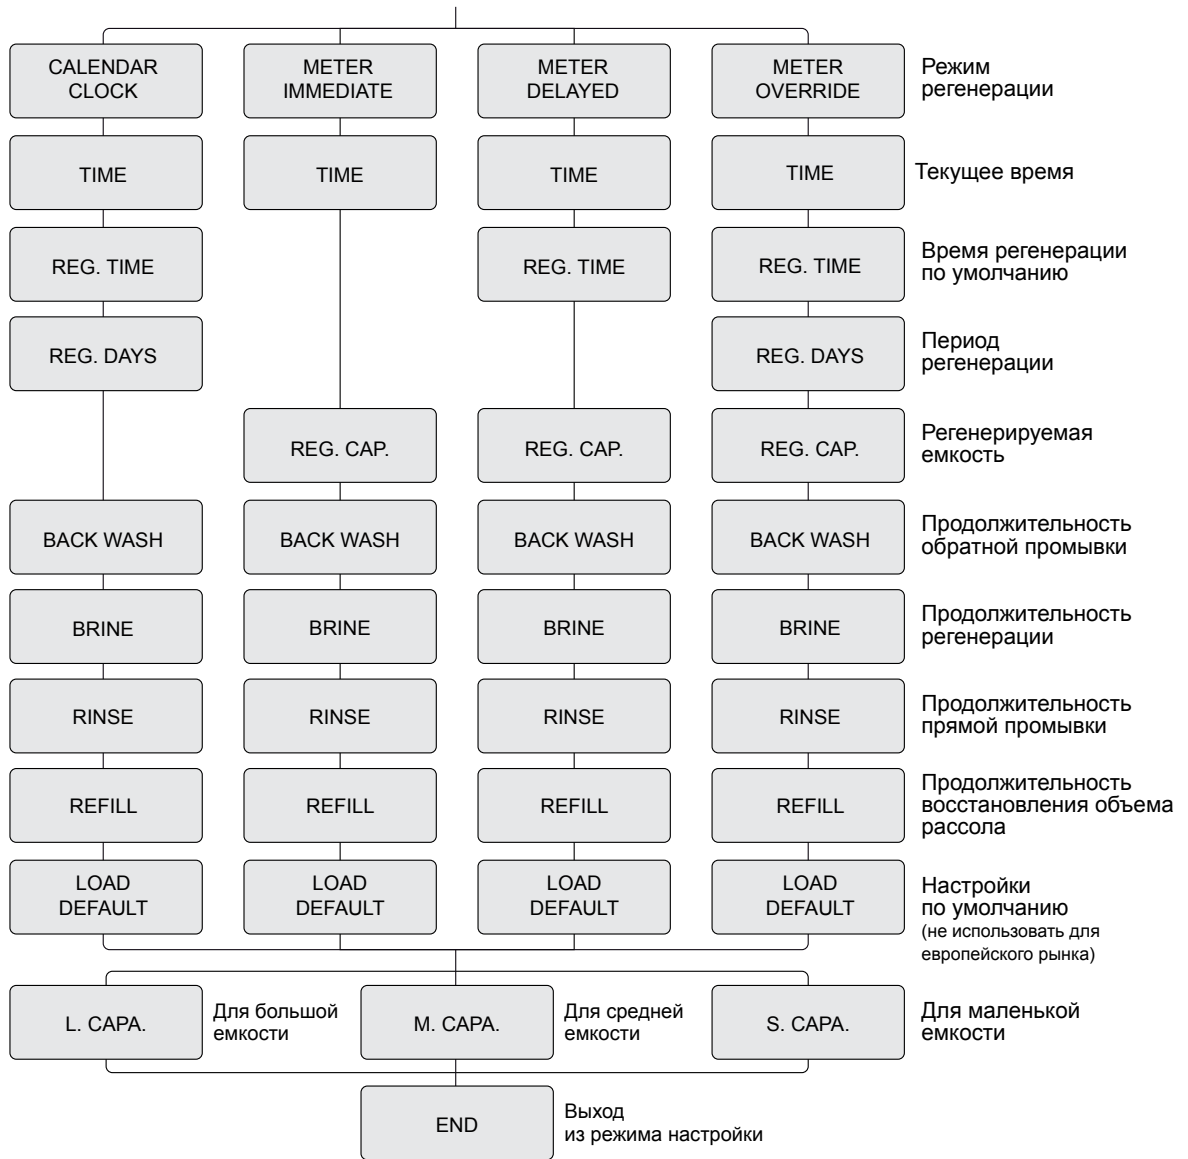 CALENDAR
CLOCK
METER
IMMEDIATE
METER
DELAYED
METER
OVERRIDE
Режим
регенерации
TIME
TIME
TIME
TIME
Текущее время
REG. TIME
REG. TIME
REG. TIME
Время регенерации
по умолчанию
REG. DAYS
REG. DAYS
Период
регенерации
REG. CAP.
REG. CAP.
REG. CAP.
Регенерируемая
емкость
BACK WASH
BACK WASH
BACK WASH
BACK WASH
Продолжительность
обратной промывки
BRINE
BRINE
BRINE
BRINE
Продолжительность
регенерации
RINSE
RINSE
RINSE
RINSE
Продолжительность
прямой промывки
REFILL
REFILL
REFILL
REFILL
Продолжительность
восстановления объема
рассола
LOAD
DEFAULT
LOAD
DEFAULT
LOAD
DEFAULT
LOAD
DEFAULT
Настройки
по умолчанию
(не использовать для
европейского рынка)
L. CAPA.
Для большой
емкости
M. CAPA.
Для средней
емкости
S. CAPA.
Для маленькой
емкости
END
Выход
из режима настройки